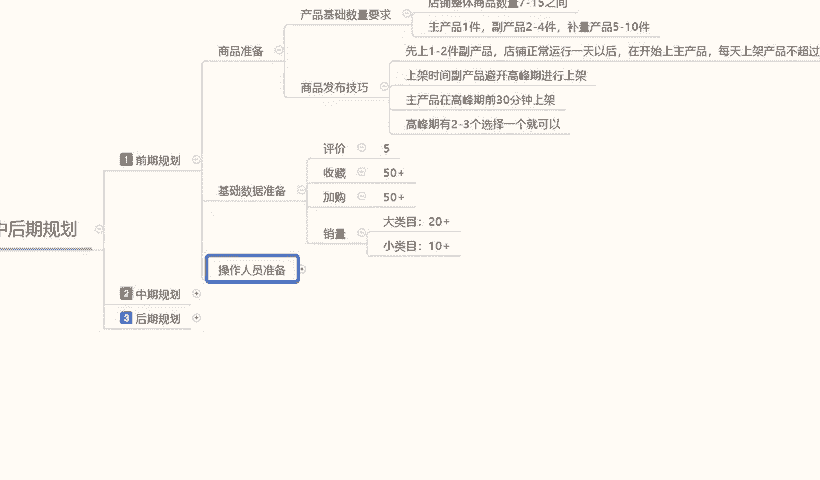 店铺整体商品数量7-15之间
产品基础数量要求
主产品1件，副产品2-4件，补量产品5-10件
商品准备
先上1-2件副产品，店铺正常运行一天以后，在开始上主产品，每天上架产品不超过
上架时间副产品避开高峰期进行上架
商品发布技巧
主产品在高峰期前30分钟上架
高峰期有2-3个选择一个就可以
1 前期规划
评价 5
收藏 50+
基础数据准备
加购 50+
大类目：20+
销量
小类目：10+
中后期规划
操作人员准备
2 中期规划
3 后期规划